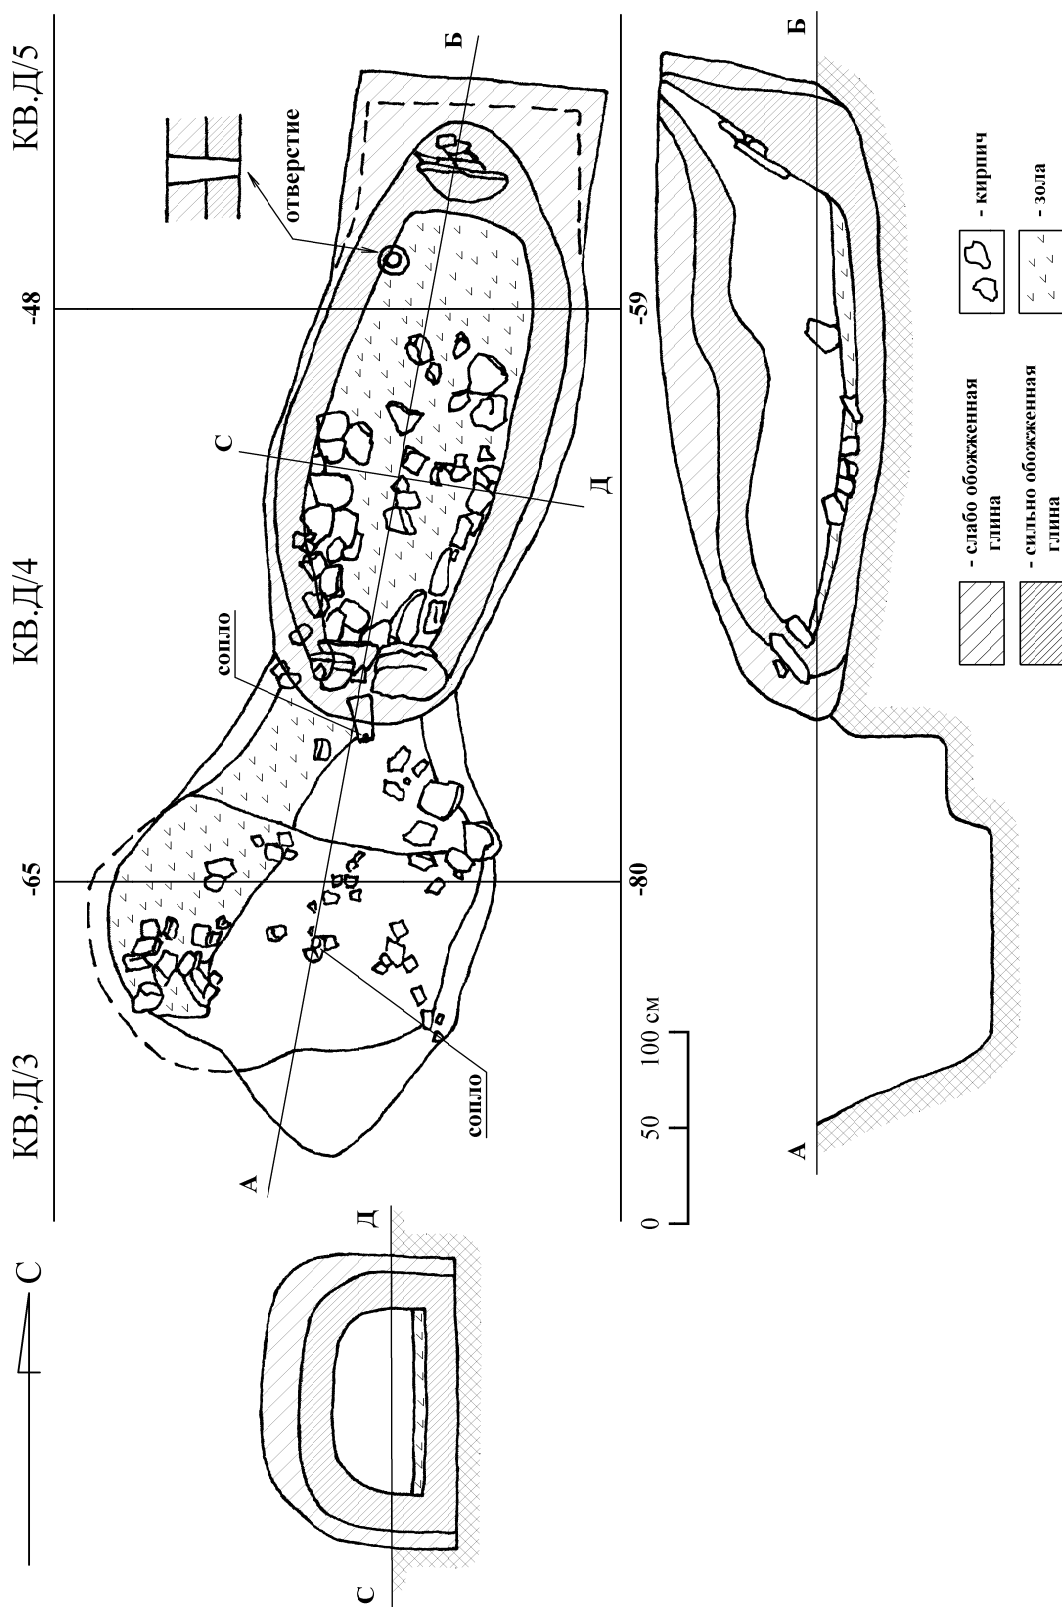 КВ.Д/3
КВ.Д/4
КВ.Д/5
С
А
Б
С
Д
сопло
сопло
отверстие
-65
-48
-80
-59
0 50 100 см
С
Д
А
Б
- слабо обожженная
глина
- сильно обожженная
глина
- кирпич
- зола